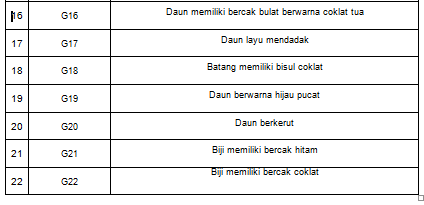 16 G16 Daun memiliki bercak bulat berwarna coklat tua
17 G17 Daun layu mendadak
18 G18 Batang memiliki bisul coklat
19 G19 Daun berwarna hijau pucat
20 G20 Daun berkerut
21 G21 Biji memiliki bercak hitam
22 G22 Biji memiliki bercak coklat